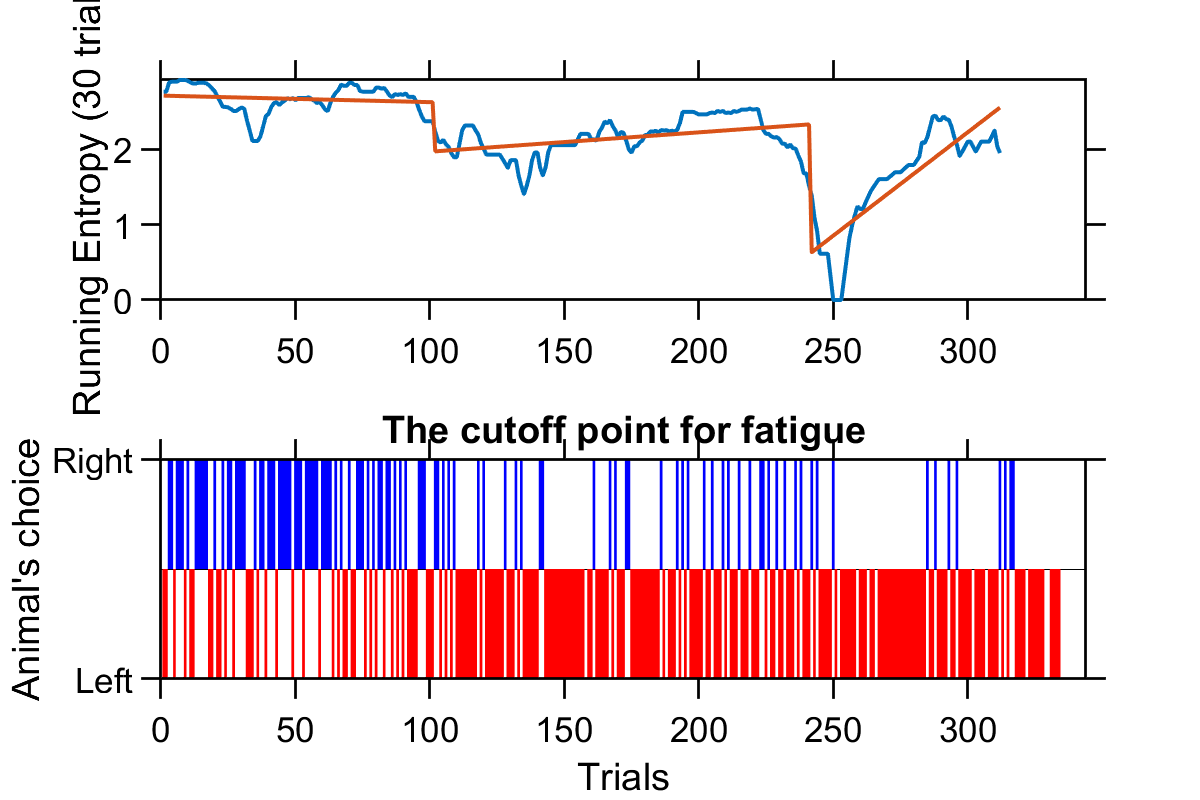 Running Entropy (30 trial
2
1
0
0 50 100 150 200 250 300
The cutoff point for fatigue
Animal's choice
Right
Left
0 50 100 150 200 250 300
Trials